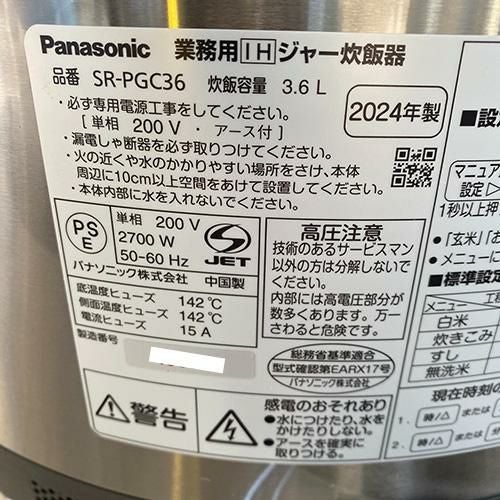 Panasonic 業務用IHジャー炊飯器
品番 SR-PGC36 炊飯容量 3.6 L
・必ず専用電源工事をしてください。
[単相 200 V ・ アース付]
・漏電しゃ断器を必ず取りつけてください。
・火の近くや水のかかりやすい場所をさけ、本体
周辺に10cm以上空間をあけて設置してください。
・本体内部に水を入れないでください。
2024年製
PS
E
単相 200 V
2700 W
50-60 Hz
JET
パナソニック株式会社 中国製
底温度ヒューズ 142℃
側面温度ヒューズ 142℃
電流ヒューズ 15 A
製造番号
高圧注意
技術のあるサービスマン
以外の方は分解しないで
ください。
内部には高電圧部分が
数多くあります。万一
さわると危険です。
総務省基準適合
型式確認第EARX17号
パナソニック株式会社
警告
感電のおそれあり
●水につけたり、水を
かけたりしない。
●アースを確実に
取りつける。
■設
マニュア
設定
1秒以上押
・「玄米」「お
・メニューに
■標準設定
メニュー 工程
白米
炊きこみ
すし
無洗米
現在時刻の
1. 時/△ または
2. 時/△ または 分